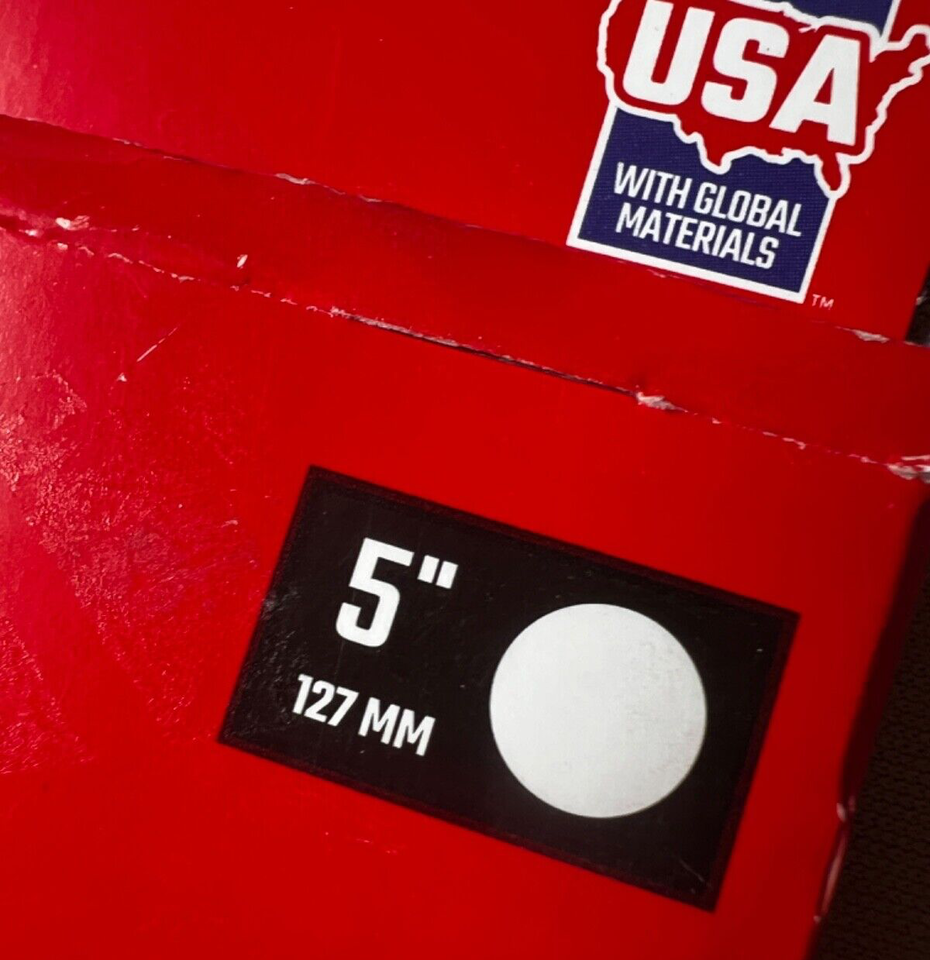 USA
WITH GLOBAL
MATERIALS
TM
5"
127 MM